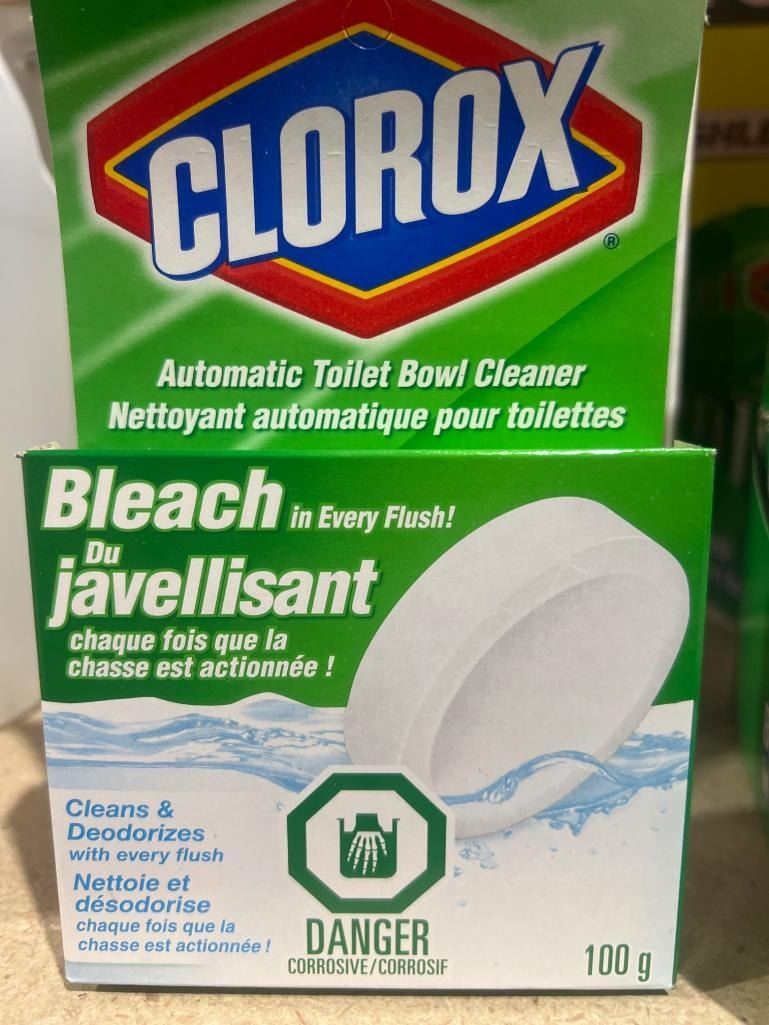 CLOROX
®
Automatic Toilet Bowl Cleaner
Nettoyant automatique pour toilettes
Bleach in Every Flush!
Du
javellisant
chaque fois que la
chasse est actionnée !
Cleans &
Deodorizes
with every flush
Nettoie et
désodorise
chaque fois que la
chasse est actionnée !
DANGER
CORROSIVE/CORROSIF
100 g